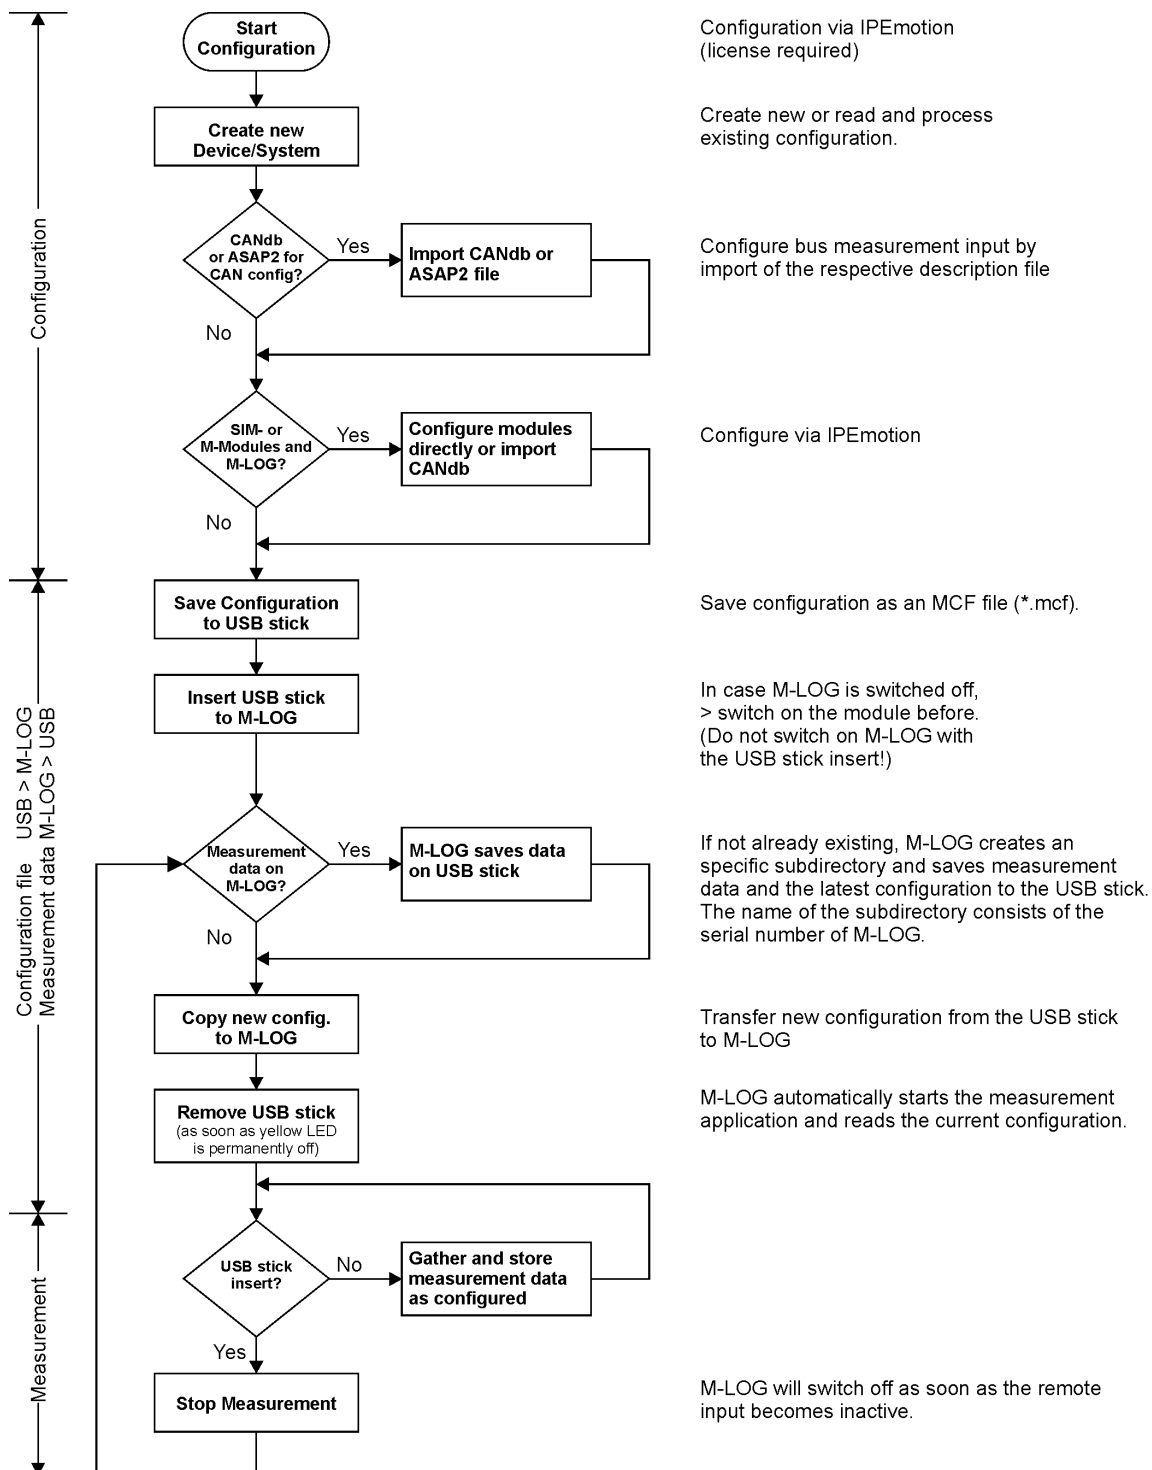 Start
Configuration
Configuration via IPEmotion
(license required)
Create new
Device/System
Create new or read and process
existing configuration.
CANdb
or ASAP2 for
CAN config?
Yes
Import CANdb or
ASAP2 file
Configure bus measurement input by
import of the respective description file
No
Configuration
SIM- or
M-Modules and
M-LOG?
Yes
Configure modules
directly or import
CANdb
Configure via IPEmotion
No
Save Configuration
to USB stick
Save configuration as an MCF file (*.mcf).
Insert USB stick
to M-LOG
In case M-LOG is switched off,
> switch on the module before.
(Do not switch on M-LOG with
the USB stick insert!)
Configuration file USB > M-LOG
Measurement data M-LOG > USB
Measurement
data on
M-LOG?
Yes
M-LOG saves data
on USB stick
If not already existing, M-LOG creates an
specific subdirectory and saves measurement
data and the latest configuration to the USB stick.
The name of the subdirectory consists of the
serial number of M-LOG.
No
Copy new config.
to M-LOG
Transfer new configuration from the USB stick
to M-LOG
Remove USB stick
(as soon as yellow LED
is permanently off)
M-LOG automatically starts the measurement
application and reads the current configuration.
USB stick
insert?
No
Gather and store
measurement data
as configured
Measurement
Yes
Stop Measurement
M-LOG will switch off as soon as the remote
input becomes inactive.